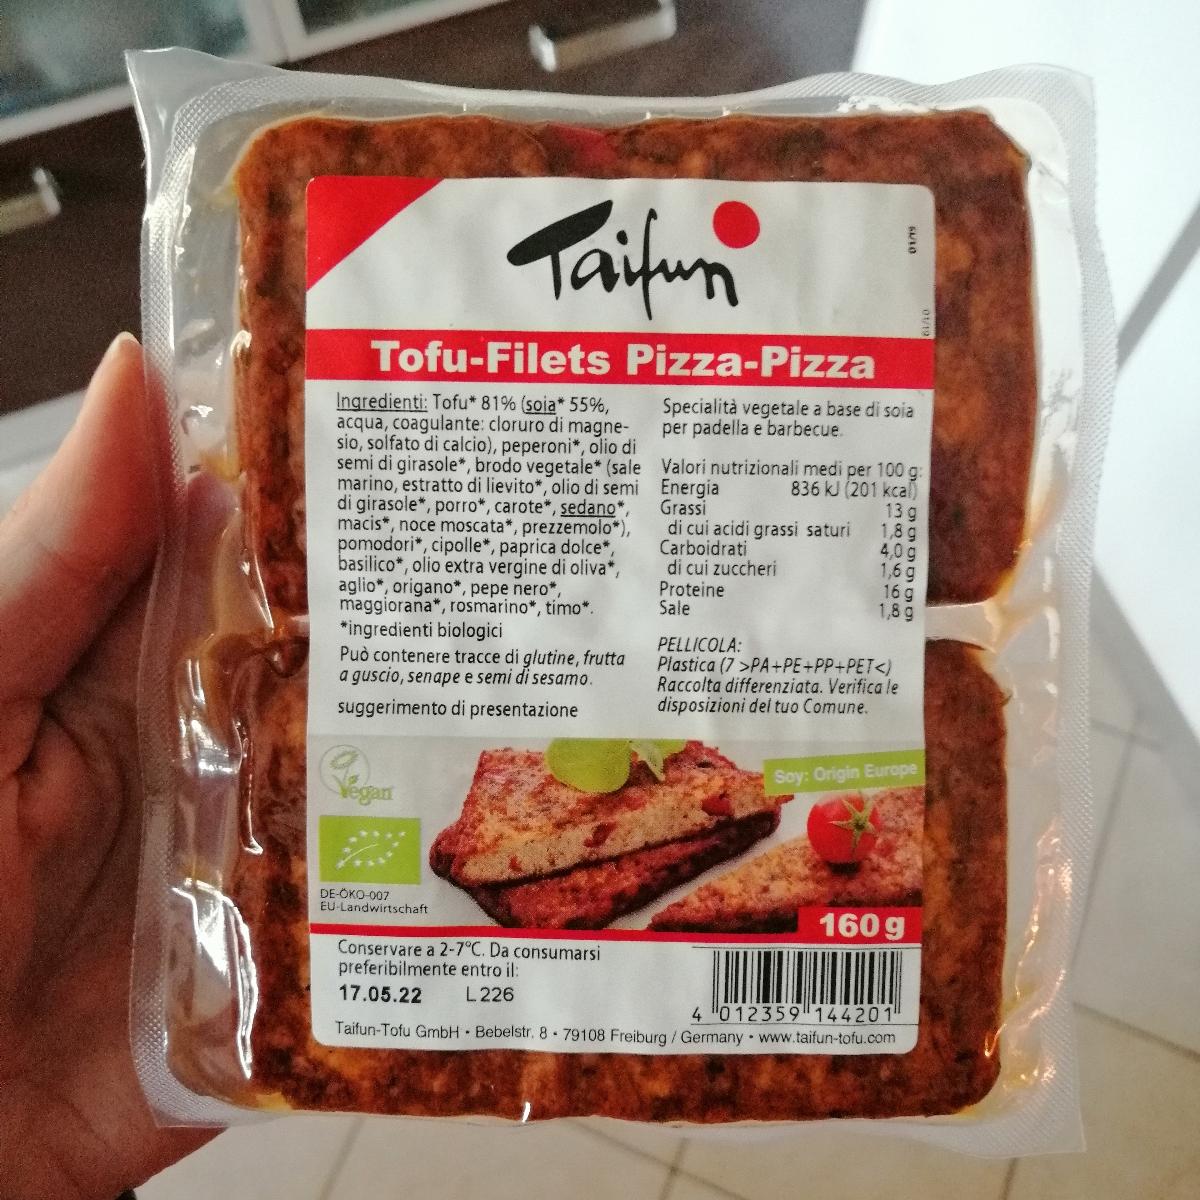 Taifun
01/19
01/19
Tofu-Filets Pizza-Pizza
Ingredienti: Tofu* 81% (soia* 55%,
acqua, coagulante: cloruro di magne-
sio, solfato di calcio), peperoni*, olio di
semi di girasole*, brodo vegetale* (sale
marino, estratto di lievito*, olio di semi
di girasole*, porro*, carote*, sedano*,
macis*, noce moscata*, prezzemolo*),
pomodori*, cipolle*, paprica dolce*,
basilico*, olio extra vergine di oliva*,
aglio*, origano*, pepe nero*,
maggiorana*, rosmarino*, timo*.
*ingredienti biologici
Può contenere tracce di glutine, frutta
a guscio, senape e semi di sesamo.
suggerimento di presentazione
Specialità vegetale a base di soia
per padella e barbecue.
Valori nutrizionali medi per 100 g:
Energia 836 kJ (201 kcal)
Grassi 13 g
di cui acidi grassi saturi 1,8 g
Carboidrati 4,0 g
di cui zuccheri 1,6 g
Proteine 16 g
Sale 1,8 g
PELLICOLA:
Plastica (7 >PA+PE+PP+PET<)
Raccolta differenziata. Verifica le
disposizioni del tuo Comune.
Vegan
Soy: Origin Europe
DE-ÖKO-007
EU-Landwirtschaft
160 g
Conservare a 2-7°C. Da consumarsi
preferibilmente entro il:
17.05.22 L 226
4 012359 144201
Taifun-Tofu GmbH • Bebelstr. 8 • 79108 Freiburg / Germany • www.taifun-tofu.com